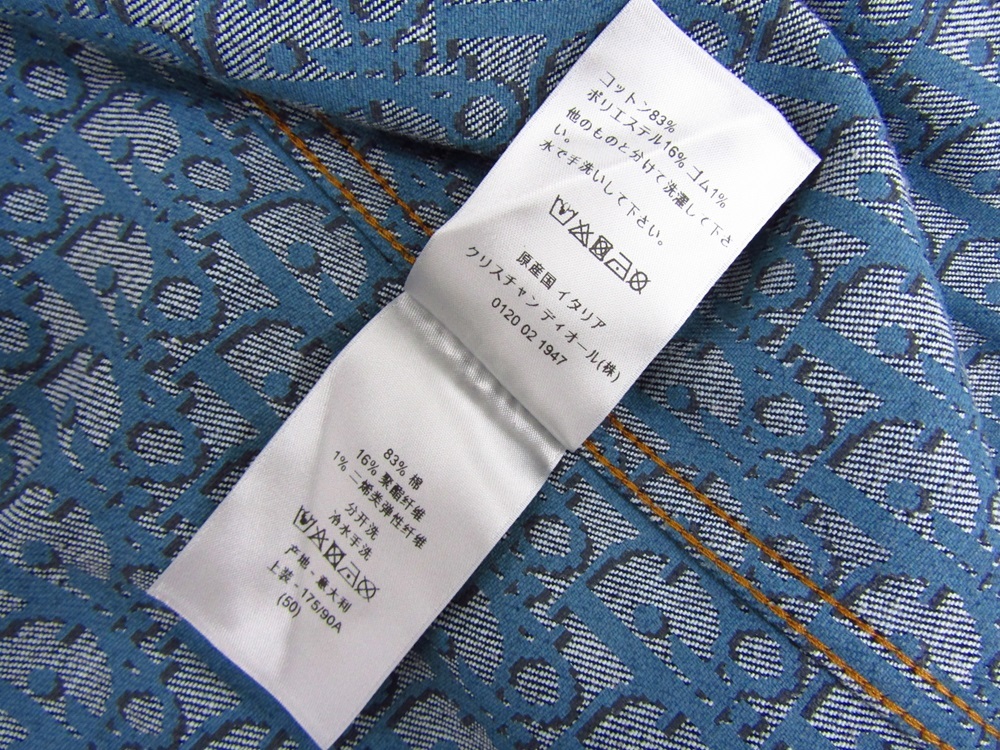 コットン83%
ポリエステル16% ゴム1%
他のものと分けて洗濯して下さ
い。
水で手洗いして下さい。
原産国 イタリア
クリスチャン ディオール(株)
0120 02 1947
83% 棉
16% 聚酯纤维
1% 二烯类弹性纤维
分开洗
冷水手洗
产地 - 意大利
上装 - 175/90A
(50)